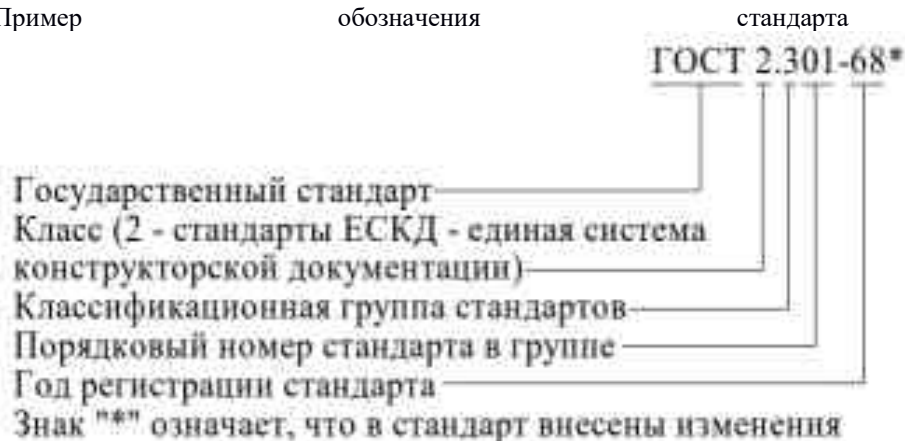 Пример обозначения стандарта
ГОСТ 2.301-68*
Государственный стандарт
Класс (2 - стандарты ЕСКД - единая система
конструкторской документации)
Классификационная группа стандартов
Порядковый номер стандарта в группе
Год регистрации стандарта
Знак "*" означает, что в стандарт внесены изменения